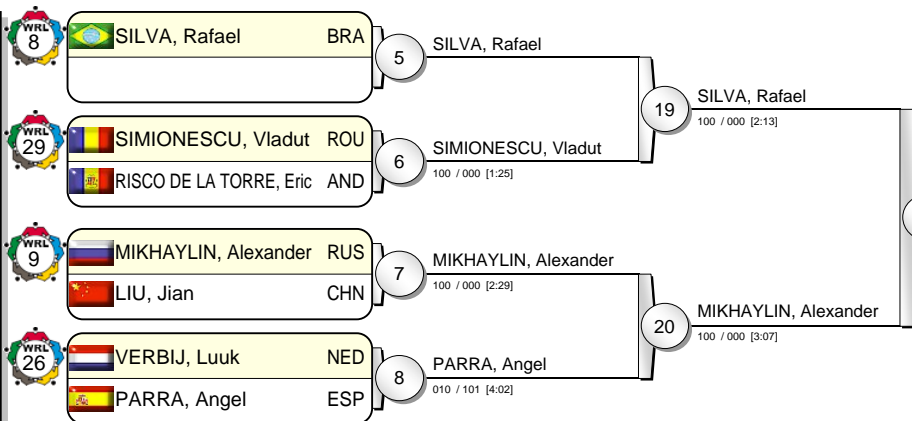 WRL
8
SILVA, Rafael BRA
5
SILVA, Rafael
19
SILVA, Rafael
100 / 000 [2:13]
WRL
29
SIMIONESCU, Vladut ROU
RISCO DE LA TORRE, Eric AND
6
SIMIONESCU, Vladut
100 / 000 [1:25]
WRL
9
MIKHAYLIN, Alexander RUS
LIU, Jian CHN
7
MIKHAYLIN, Alexander
100 / 000 [2:29]
20
MIKHAYLIN, Alexander
100 / 000 [3:07]
WRL
26
VERBIJ, Luuk NED
PARRA, Angel ESP
8
PARRA, Angel
010 / 101 [4:02]